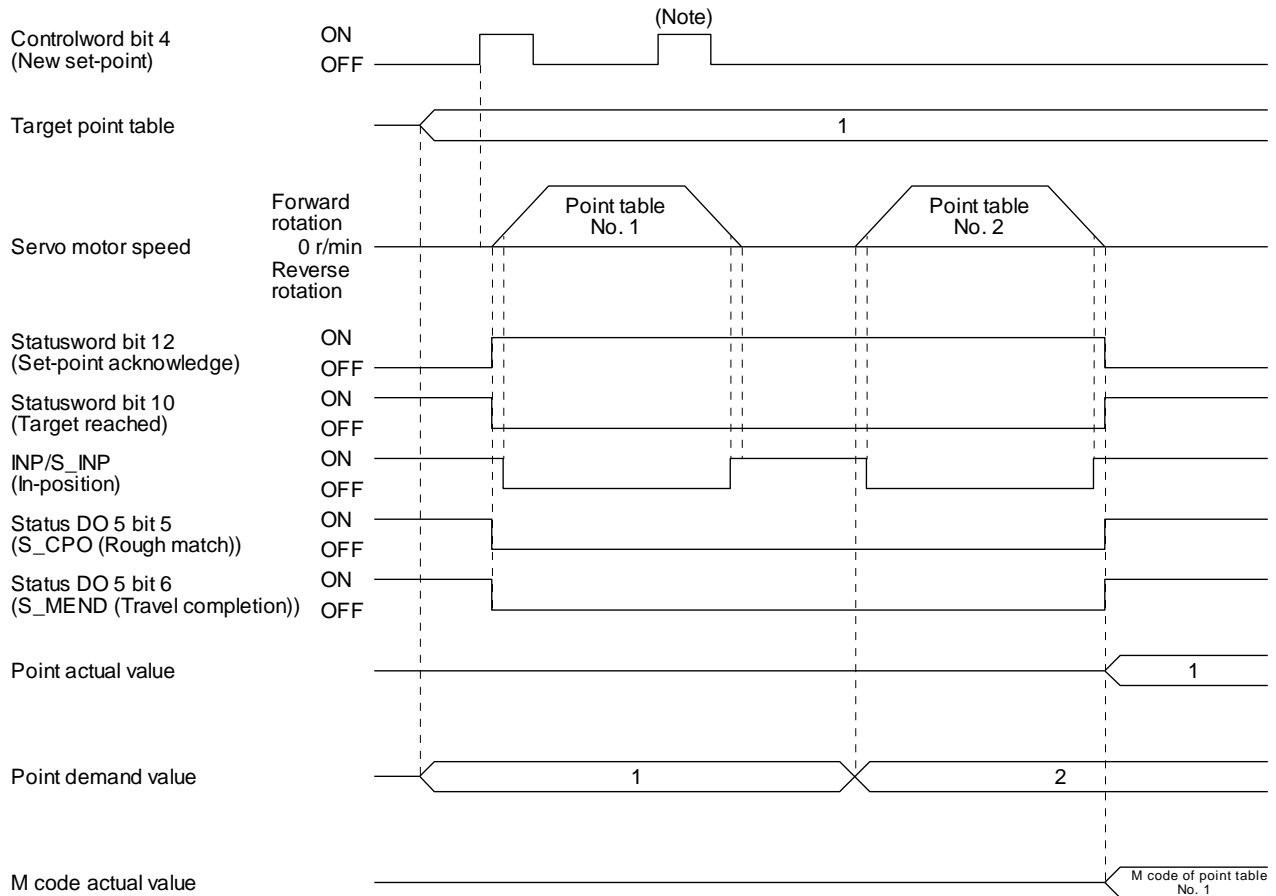 (Note)
Controlword bit 4
(New set-point)
ON
OFF
Target point table
1
Servo motor speed
Forward
rotation
0 r/min
Reverse
rotation
Point table
No. 1
Point table
No. 2
Statusword bit 12
(Set-point acknowledge)
ON
OFF
Statusword bit 10
(Target reached)
ON
OFF
INP/S_INP
(In-position)
ON
OFF
Status DO 5 bit 5
(S_CPO (Rough match))
ON
OFF
Status DO 5 bit 6
(S_MEND (Travel completion))
ON
OFF
Point actual value
1
Point demand value
1
2
M code actual value
M code of point table
No. 1